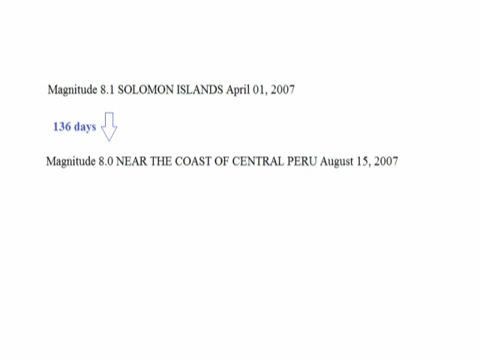 Magnitude 8.1 SOLOMON ISLANDS April 01, 2007
136 days
Magnitude 8.0 NEAR THE COAST OF CENTRAL PERU August 15, 2007